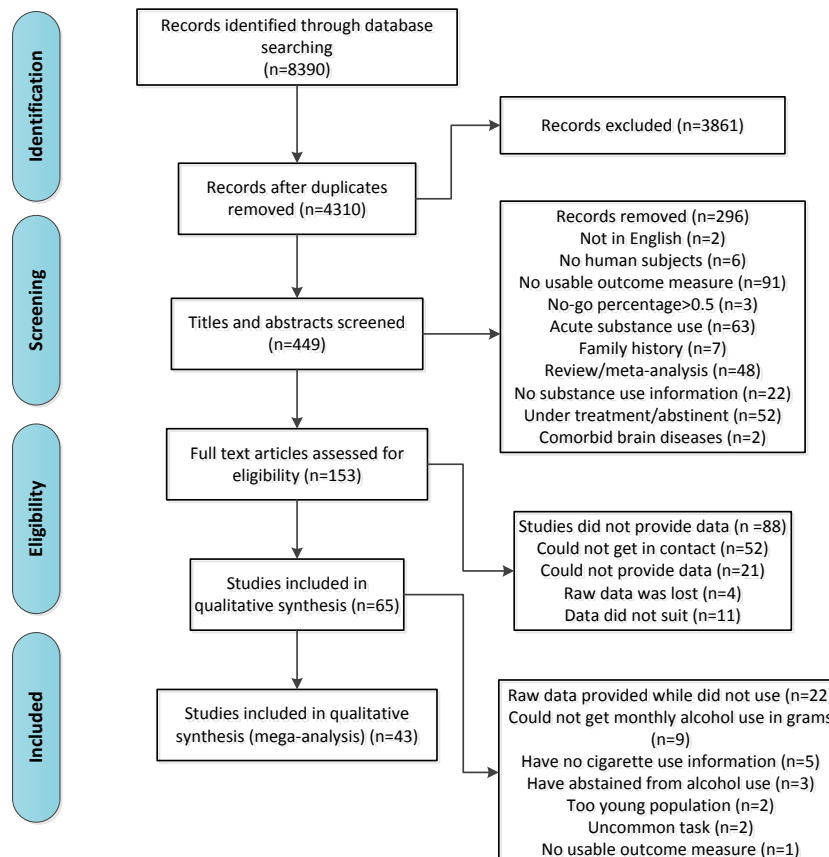 Identification
Records identified through database
searching
(n=8390)
Records excluded (n=3861)
Records after duplicates
removed (n=4310)
Screening
Records removed (n=296)
Not in English (n=2)
No human subjects (n=6)
No usable outcome measure (n=91)
No-go percentage>0.5 (n=3)
Acute substance use (n=63)
Family history (n=7)
Review/meta-analysis (n=48)
No substance use information (n=22)
Under treatment/abstinent (n=52)
Comorbid brain diseases (n=2)
Titles and abstracts screened
(n=449)
Eligibility
Full text articles assessed for
eligibility (n=153)
Studies did not provide data (n =88)
Could not get in contact (n=52)
Could not provide data (n=21)
Raw data was lost (n=4)
Data did not suit (n=11)
Studies included in
qualitative synthesis (n=65)
Included
Studies included in qualitative
synthesis (mega-analysis) (n=43)
Raw data provided while did not use (n=22)
Could not get monthly alcohol use in grams
(n=9)
Have no cigarette use information (n=5)
Have abstained from alcohol use (n=3)
Too young population (n=2)
Uncommon task (n=2)
No usable outcome measure (n=1)